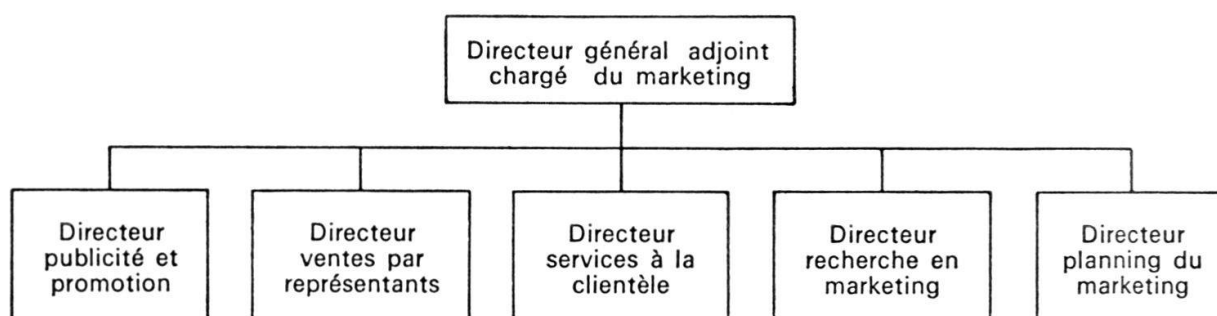 Directeur général adjoint
chargé du marketing
Directeur
publicité et
promotion
Directeur
ventes par
représentants
Directeur
services à la
clientèle
Directeur
recherche en
marketing
Directeur
planning du
marketing